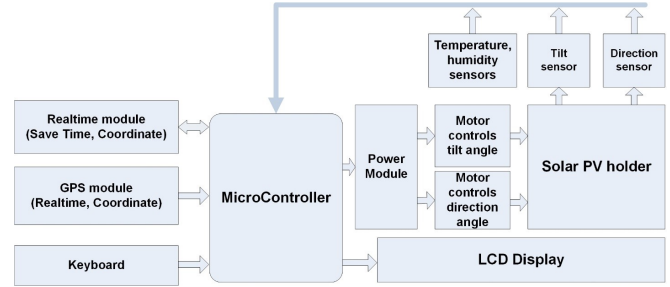 Temperature,
humidity
sensors
Tilt
sensor
Direction
sensor
Realtime module
(Save Time, Coordinate)
GPS module
(Realtime, Coordinate)
Keyboard
MicroController
Power
Module
Motor
controls
tilt angle
Motor
controls
direction
angle
Solar PV holder
LCD Display